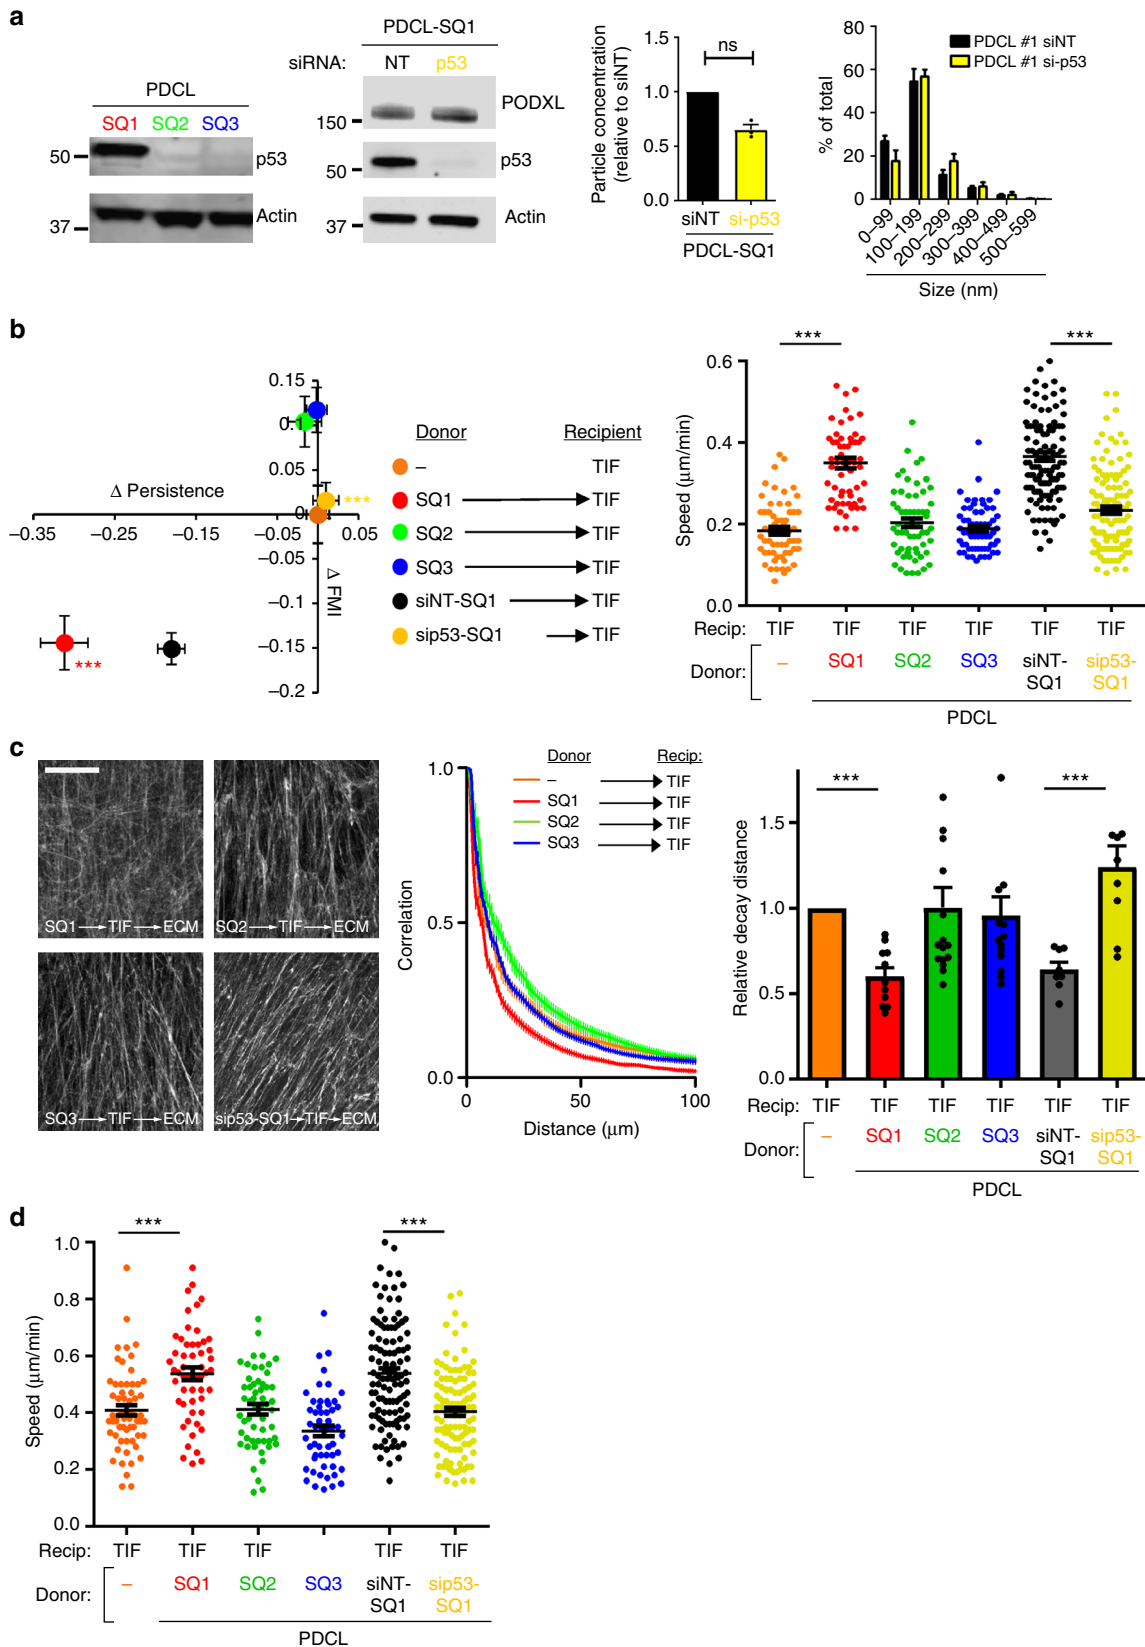 a
PDCL
SQ1 SQ2 SQ3
50
p53
37
Actin
PDCL-SQ1
siRNA: NT p53
150
PODXL
50
p53
37
Actin
Particle concentration
(relative to siNT)
1.5
1.0
0.5
0.0
ns
siNT si-p53
PDCL-SQ1
% of total
80
60
40
20
0
PDCL #1 siNT
PDCL #1 si-p53
0–99
100–199
200–299
300–399
400–499
500–599
Size (nm)
b
0.15
0.1
0.05
0
−0.05
−0.1
−0.15
−0.2
Δ Persistence
−0.35
−0.25
−0.15
−0.05
0.05
Δ FMI
***
***
Donor Recipient
– TIF
SQ1 TIF
SQ2 TIF
SQ3 TIF
siNT-SQ1 TIF
sip53-SQ1 TIF
Speed (μm/min)
0.6
0.4
0.2
0.0
*** ***
Recip: TIF TIF TIF TIF TIF TIF
Donor: – SQ1 SQ2 SQ3 siNT-SQ1 sip53-SQ1
PDCL
c
SQ1 → TIF → ECM
SQ2 → TIF → ECM
SQ3 → TIF → ECM
sip53-SQ1 → TIF → ECM
Correlation
1.0
0.5
0.0
0 50 100
Distance (μm)
Donor Recip:
– TIF
SQ1 TIF
SQ2 TIF
SQ3 TIF
Relative decay distance
1.5
1.0
0.5
0.0
*** ***
Recip: TIF TIF TIF TIF TIF TIF
Donor: – SQ1 SQ2 SQ3 siNT-SQ1 sip53-SQ1
PDCL
d
Speed (μm/min)
1.0
0.8
0.6
0.4
0.2
0.0
*** ***
Recip: TIF TIF TIF TIF TIF
Donor: – SQ1 SQ2 SQ3 siNT-SQ1 sip53-SQ1
PDCL